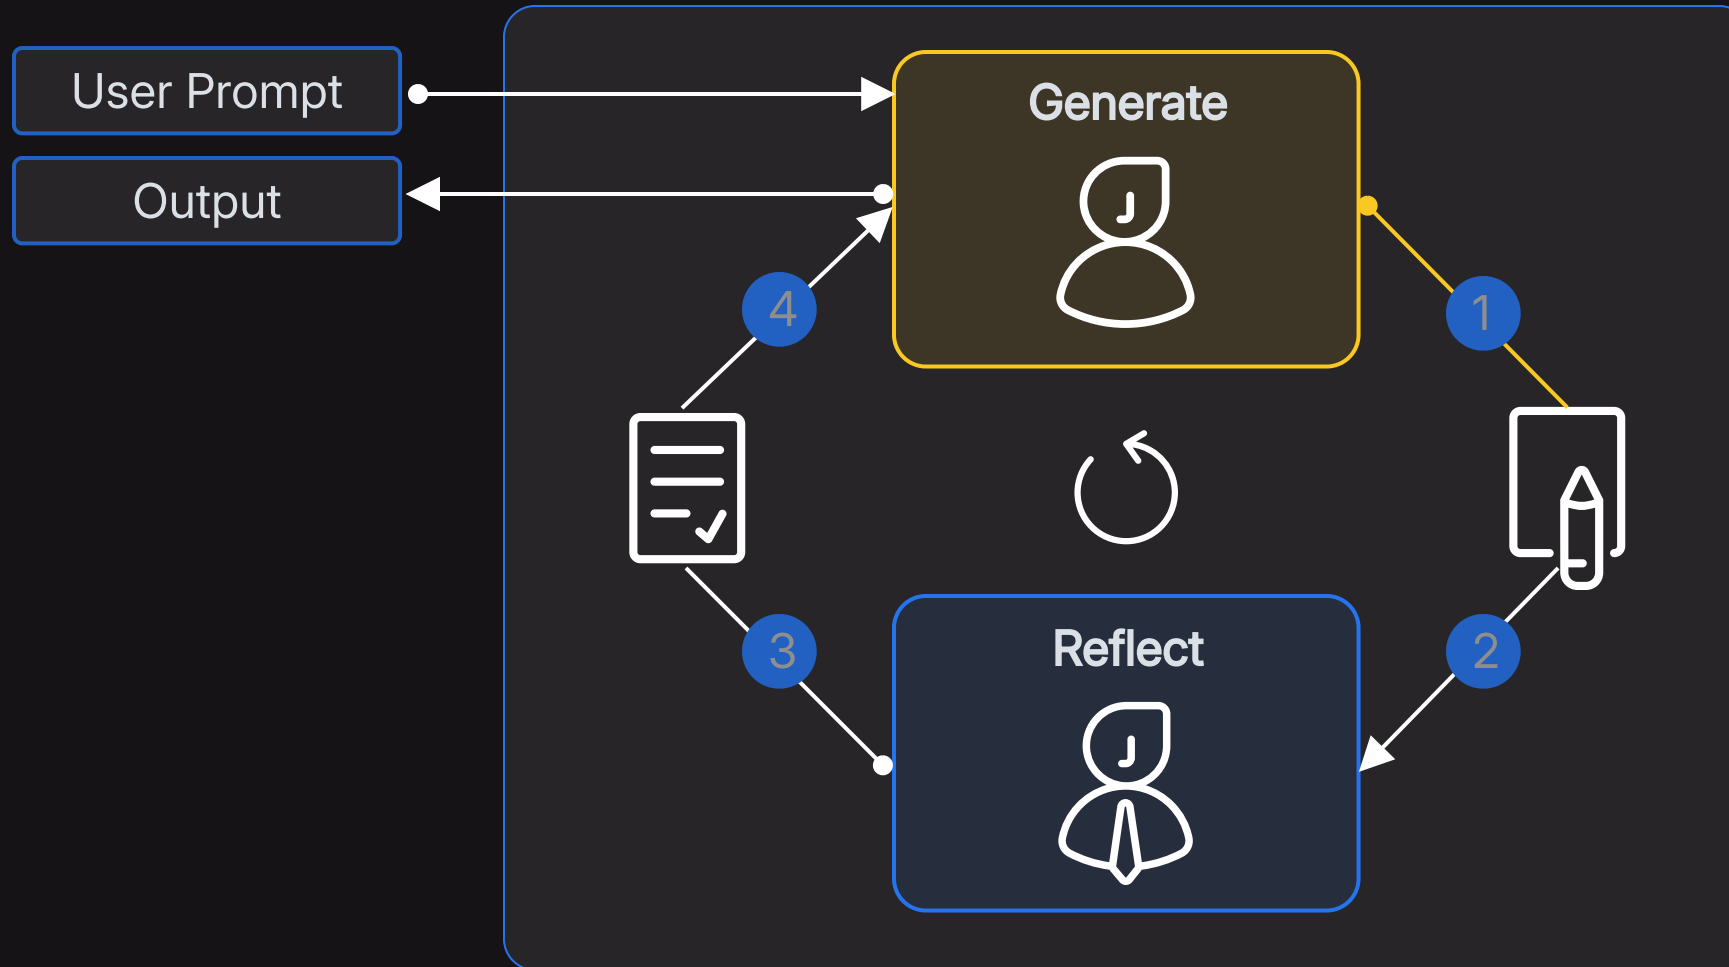 User Prompt
Output
Generate
1
2
3
4
Reflect